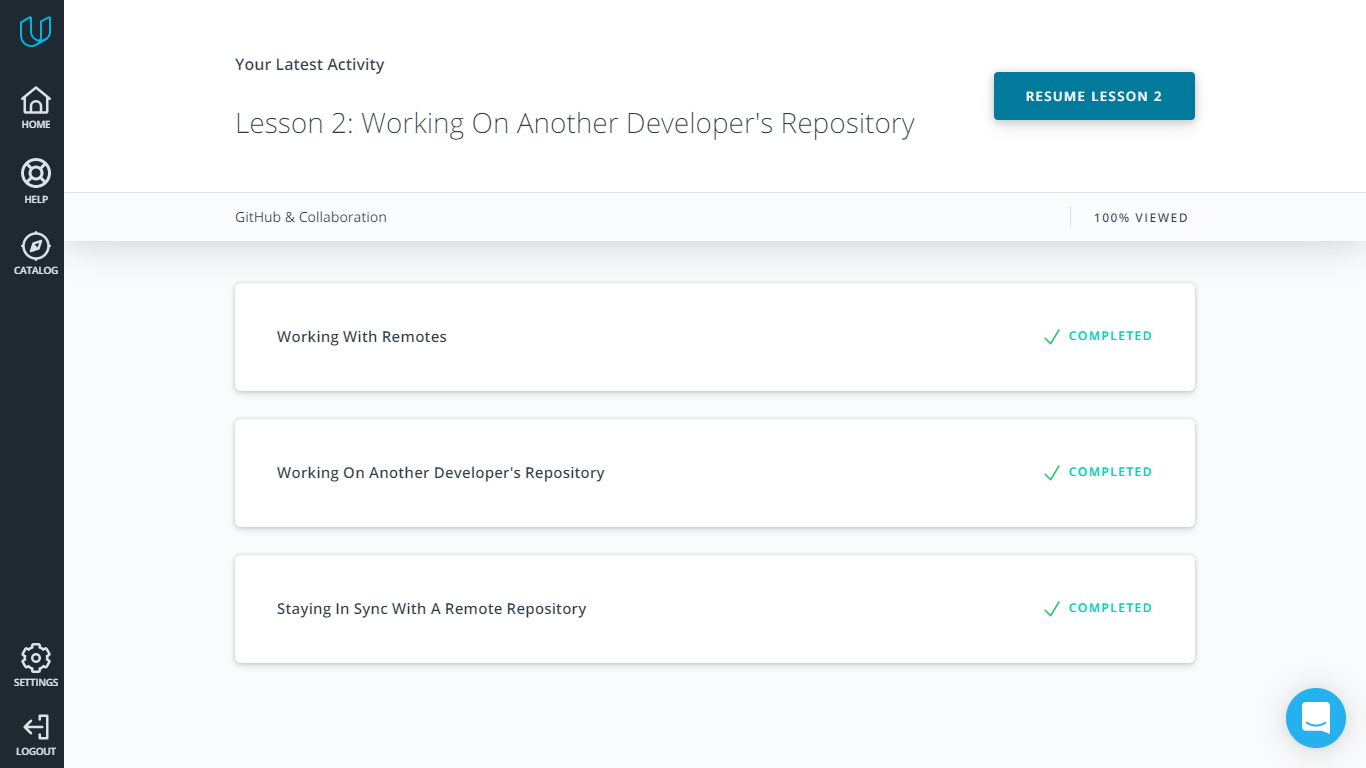 HOME
HELP
CATALOG
SETTINGS
LOGOUT
Your Latest Activity
Lesson 2: Working On Another Developer's Repository
RESUME LESSON 2
GitHub & Collaboration
100% VIEWED
Working With Remotes
COMPLETED
Working On Another Developer's Repository
COMPLETED
Staying In Sync With A Remote Repository
COMPLETED